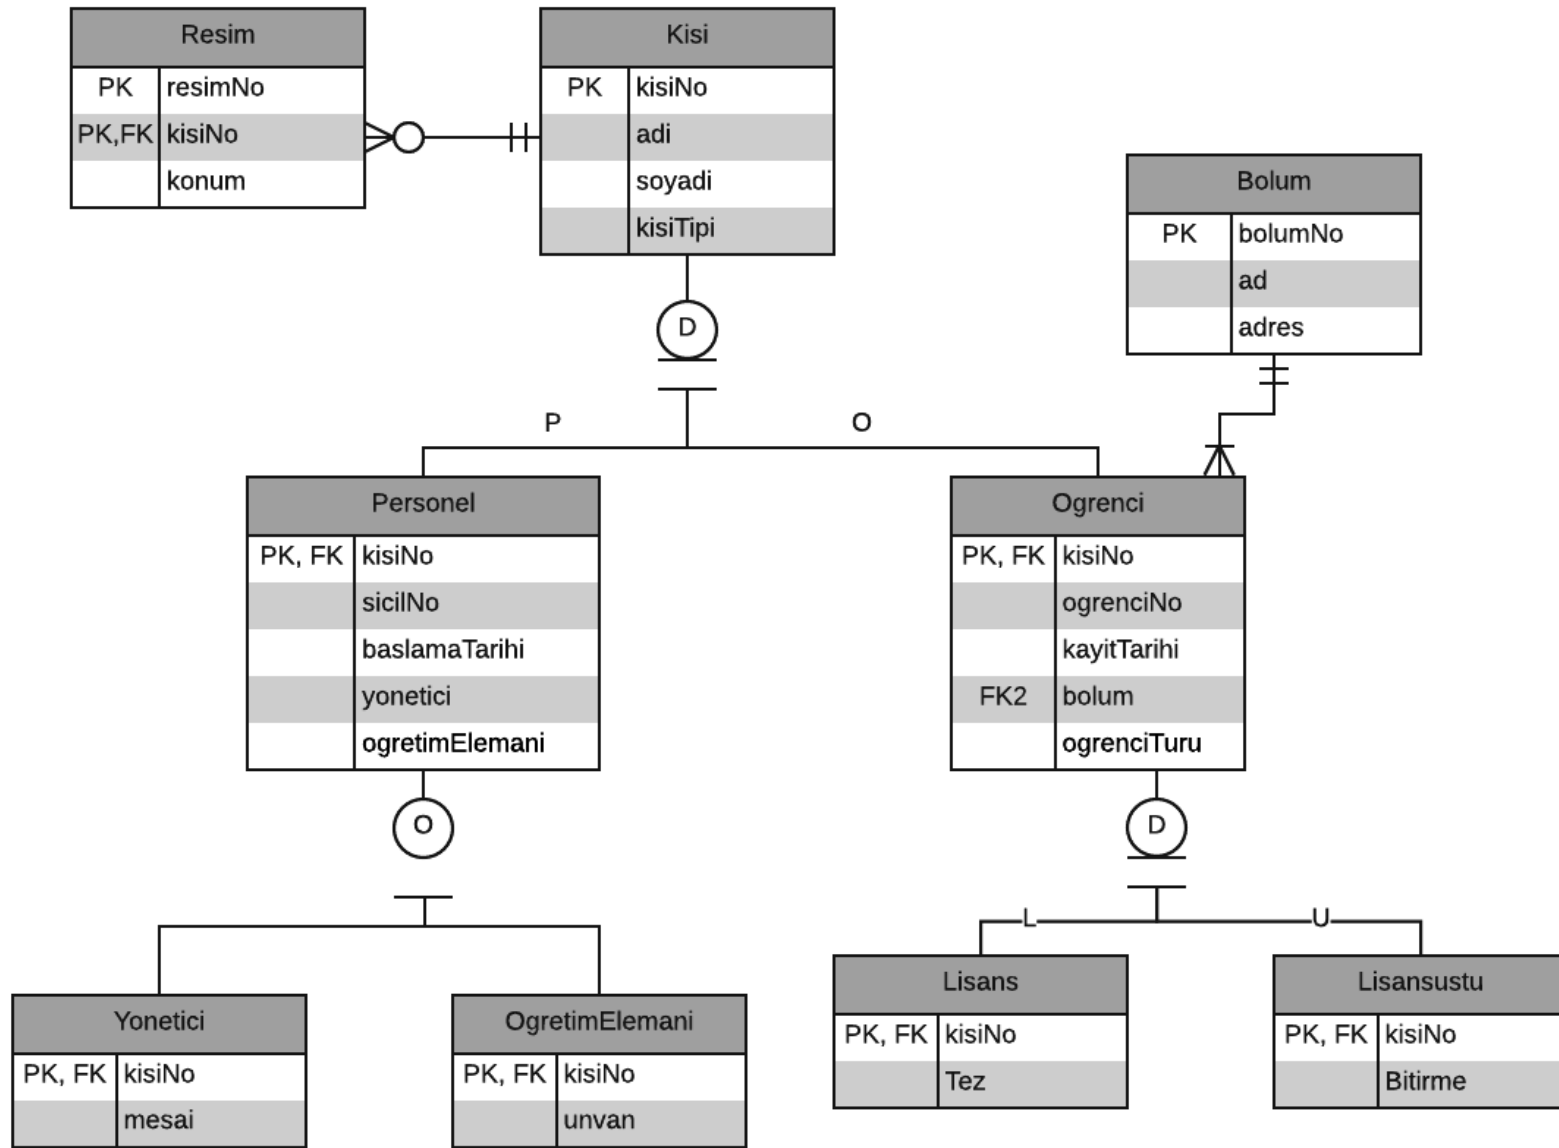 Resim
PK resimNo
PK,FK kisiNo
konum
Kisi
PK kisiNo
adi
soyadi
kisiTipi
Bolum
PK bolumNo
ad
adres
D
P
O
Personel
PK, FK kisiNo
sicilNo
baslamaTarihi
yonetici
ogretimElemani
Ogrenci
PK, FK kisiNo
ogrenciNo
kayitTarihi
FK2 bolum
ogrenciTuru
O
D
L
U
Yonetici
PK, FK kisiNo
mesai
OgretimElemani
PK, FK kisiNo
unvan
Lisans
PK, FK kisiNo
Tez
Lisansustu
PK, FK kisiNo
Bitirme